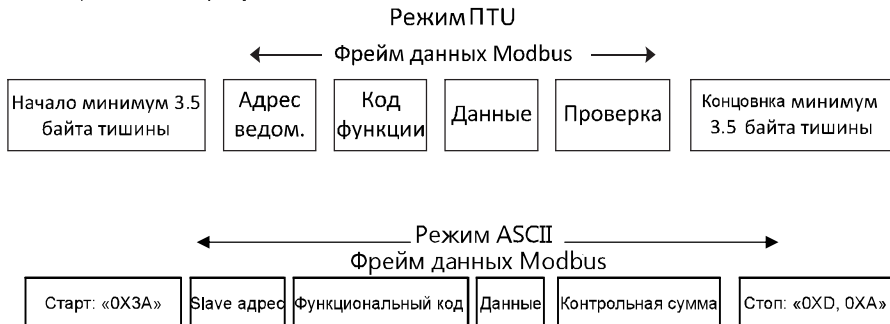 Режим ПТU
Фрейм данных Modbus
Начало минимум 3.5
байта тишины
Адрес
ведом.
Код
функции
Данные
Проверка
Концовнка минимум
3.5 байта тишины
Режим ASCII
Фрейм данных Modbus
Старт: «0X3A»
Slave адрес
Функциональный код
Данные
Контрольная сумма
Стоп: «0XD, 0XA»